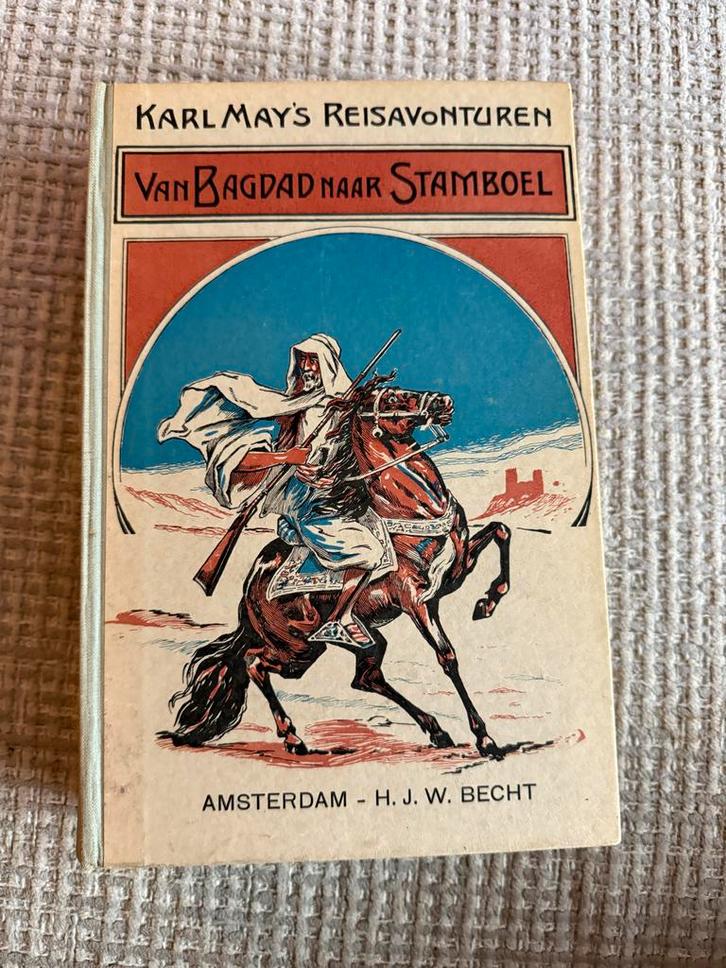 KARL MAY'S REISAVONTUREN
VAN BAGDAD NAAR STAMBOEL
AMSTERDAM - H. J. W. BECHT